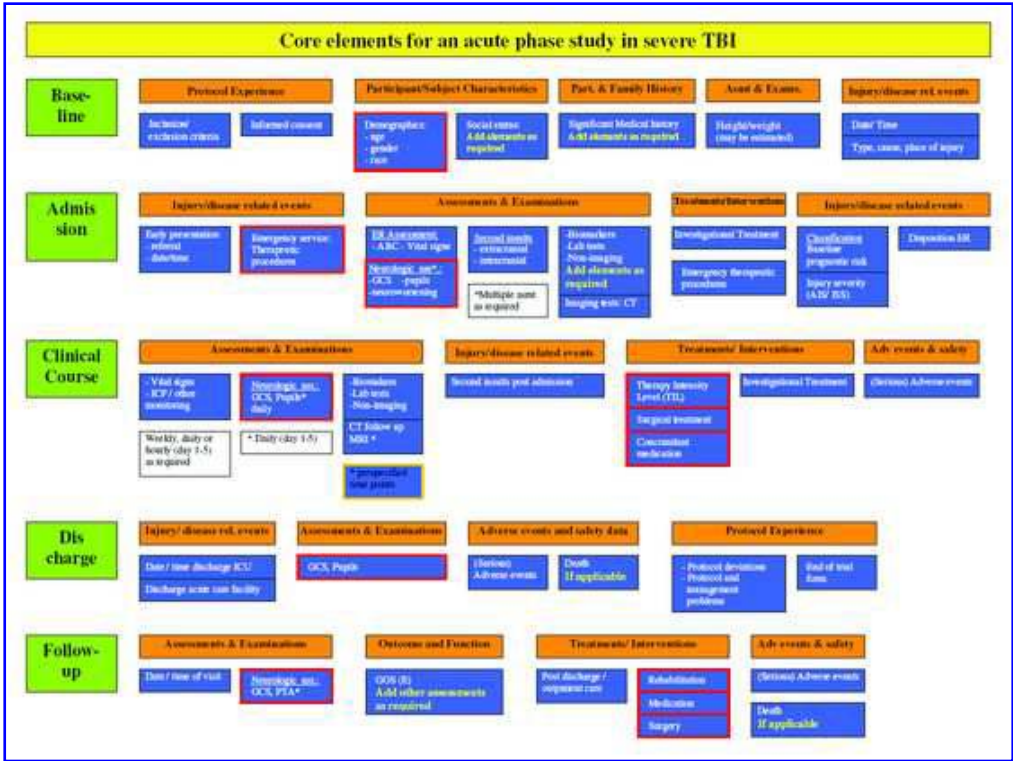 Core elements for an acute phase study in severe TBI
Base-
line
Protocol Experience
Inclusion/
exclusion criteria
Informed consent
Participant/Subject Characteristics
Demographics:
- age
- gender
- race
Social status
Add elements as
required
Part. & Family History
Significant Medical history
Add elements as required
Asmt & Exams.
Height/weight
(may be estimated)
Injury/disease rel. events
Date/ Time
Type, cause, place of injury
Admis
sion
Injury/disease related events
Early presentation:
- referral
- date/time
Emergency service:
Therapeutic
procedures
Assessments & Examinations
ER Assessment:
- ABC - Vital signs
Neurologic ass*.:
-GCS -pupils
-neuroworsening
Second insults
- extracranial
- intracranial
*Multiple asmt
as required
-Biomarkers
-Lab tests
-Non-imaging
Add elements as
required
Imaging tests: CT
Treatments/Interventions
Investigational Treatment
Emergency therapeutic
procedures
Injury/disease related events
Classification
Baseline
prognostic risk
Injury severity
(AIS/ ISS)
Disposition ER
Clinical
Course
Assessments & Examinations
- Vital signs
- ICP / other
monitoring
Weekly, daily or
hourly (day 1-5)
as required
Neurologic ass.:
GCS, Pupils*
daily
* Daily (day 1-5)
-Biomarkers
-Lab tests
-Non-imaging
CT follow up
MRI *
* prespecified
time points
Injury/disease related events
Second insults post admission
Treatments/ Interventions
Therapy Intensity
Level (TIL)
Surgical treatment
Concomitant
medication
Investigational Treatment
Adv events & safety
(Serious) Adverse events
Dis
charge
Injury/ disease rel. events
Date / time discharge ICU
Discharge acute care facility
Assessments & Examinations
GCS, Pupils
Adverse events and safety data
(Serious)
Adverse events
Death
If applicable
Protocol Experience
- Protocol deviations
- Protocol and
management
problems
End of trial
form
Follow-
up
Assessments & Examinations
Date / time of visit
Neurologic ass.:
GCS, PTA*
Outcome and Function
GOS (E)
Add other assessments
as required
Treatments/ Interventions
Post discharge /
outpatient care
Rehabilitation
Medication
Surgery
Adv events & safety
(Serious) Adverse events
Death
If applicable